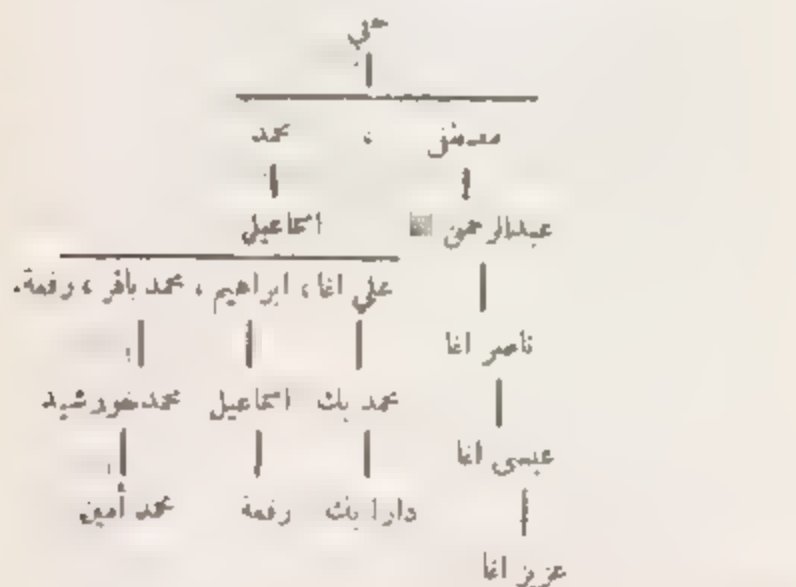 علي
محمد ،
اسماعيل عبدالرحمن اغا
علي اغا ، ابراهيم ، محمد باقر ، رفعة .
ناصر اغا
محمد بك اسماعيل محمد خورشيد
عيسى اغا
دارا بك رفعة محمد أمين
عزيز اغا